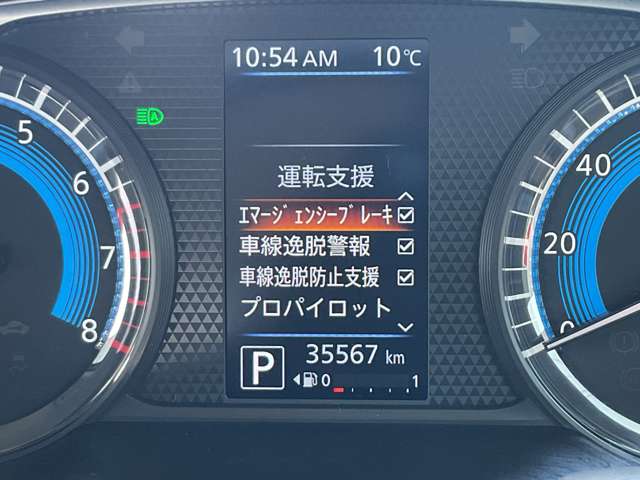 10:54 AM 10℃
運転支援
エマージェンシーブレーキ
車線逸脱警報
車線逸脱防止支援
プロパイロット
P 35567 km
0 1
5
6
7
8
40
20
0
A